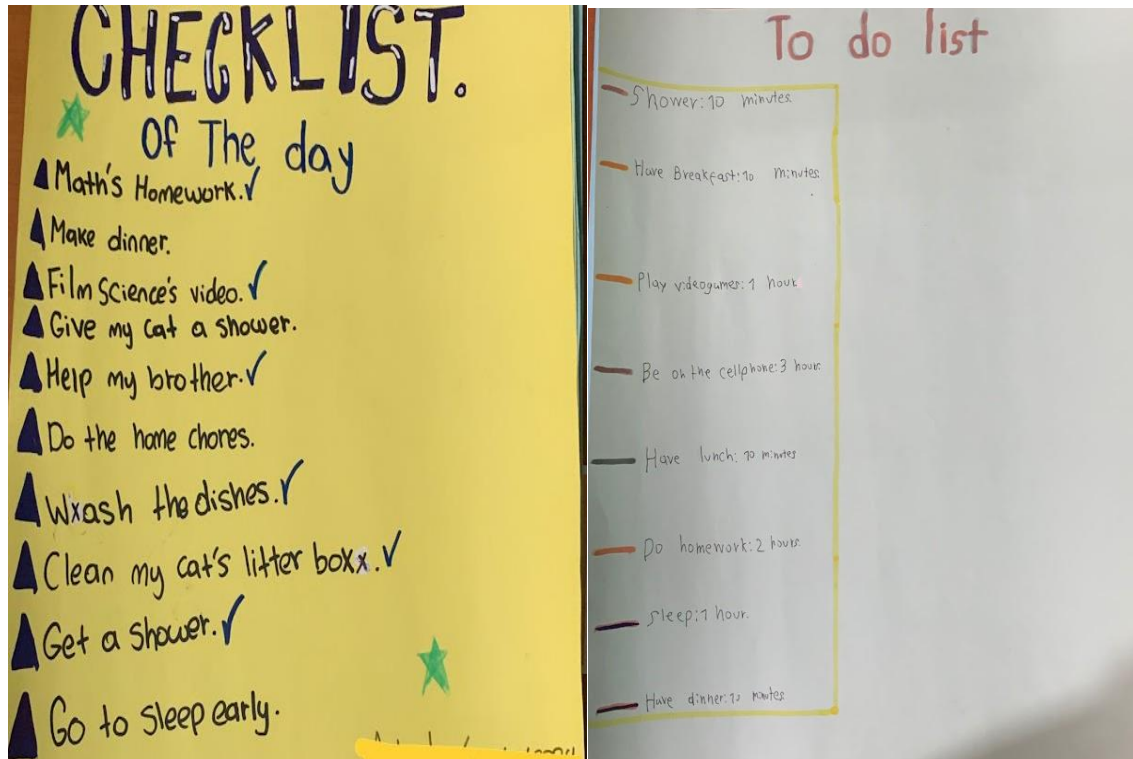 CHECKLIST.
Of The day
Math's Homework. ✓
Make dinner.
Film Science's video. ✓
Give my cat a shower.
Help my brother. ✓
Do the home chores.
Wxash the dishes. ✓
Clean my cat's litter boxx. ✓
Get a shower. ✓
Go to sleep early.
To do list
Shower: 10 minutes
Have Breakfast: 10 minutes
Play videogames: 1 hour
Be on the cellphone: 3 hours
Have lunch: 10 minutes
Do homework: 2 hours
Sleep: 1 hour.
Have dinner: 10 minutes